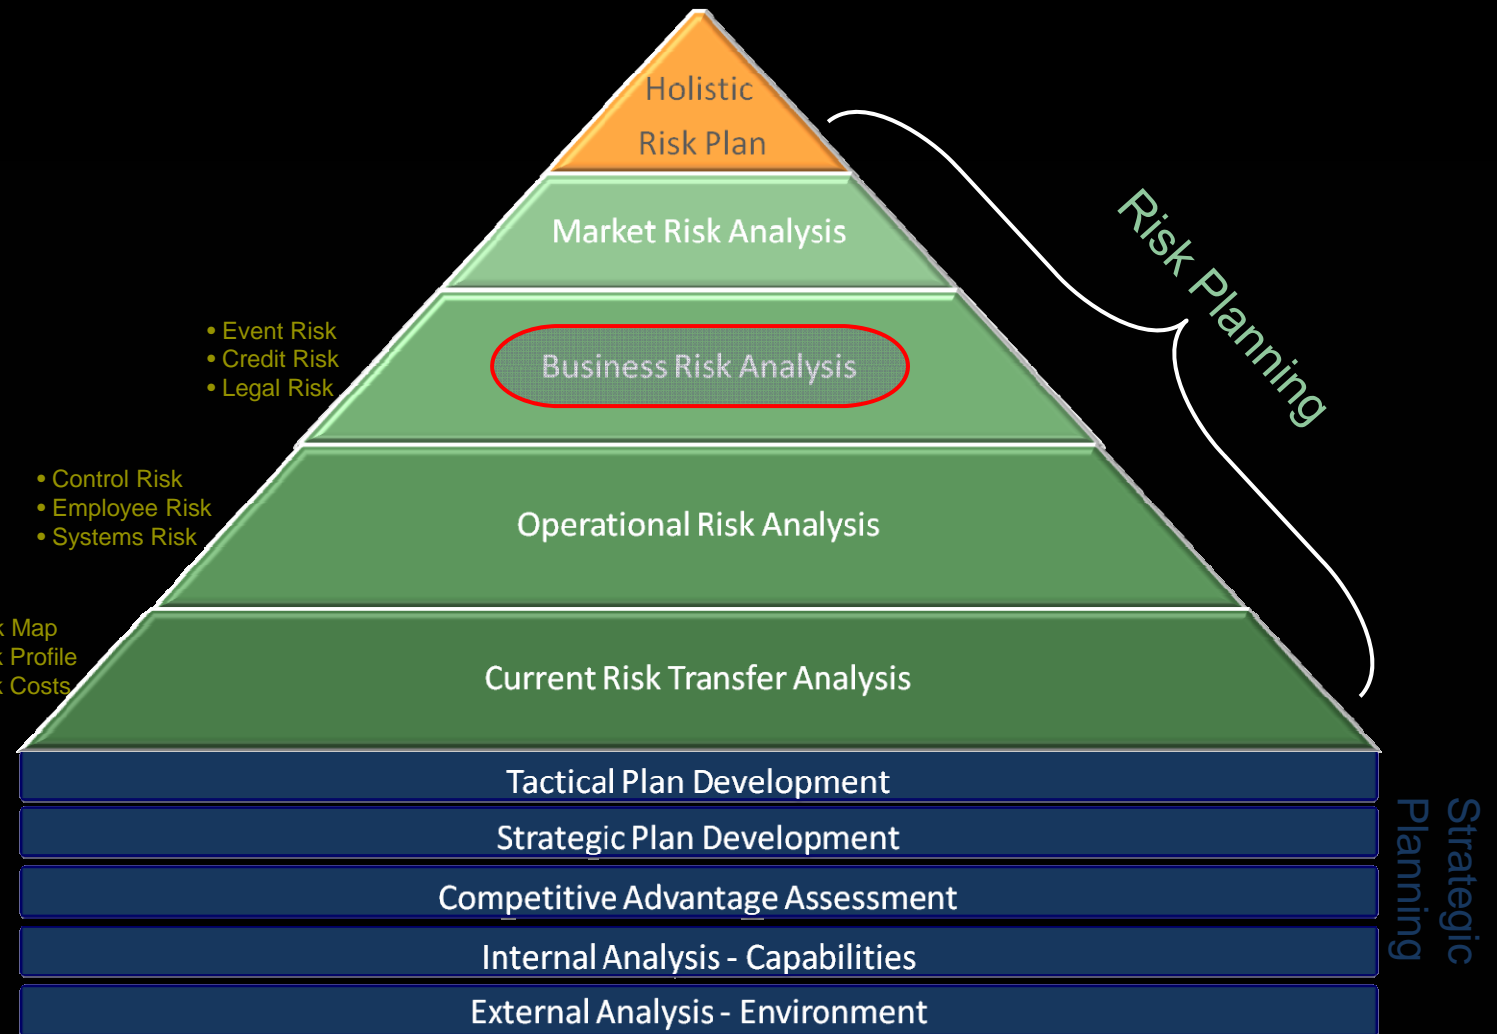 Holistic
Risk Plan
Market Risk Analysis
Risk Planning
• Event Risk
• Credit Risk
• Legal Risk
Business Risk Analysis
• Control Risk
• Employee Risk
• Systems Risk
Operational Risk Analysis
k Map
k Profile
k Costs
Current Risk Transfer Analysis
Tactical Plan Development
Strategic Plan Development
Competitive Advantage Assessment
Internal Analysis - Capabilities
External Analysis - Environment
Strategic
Planning